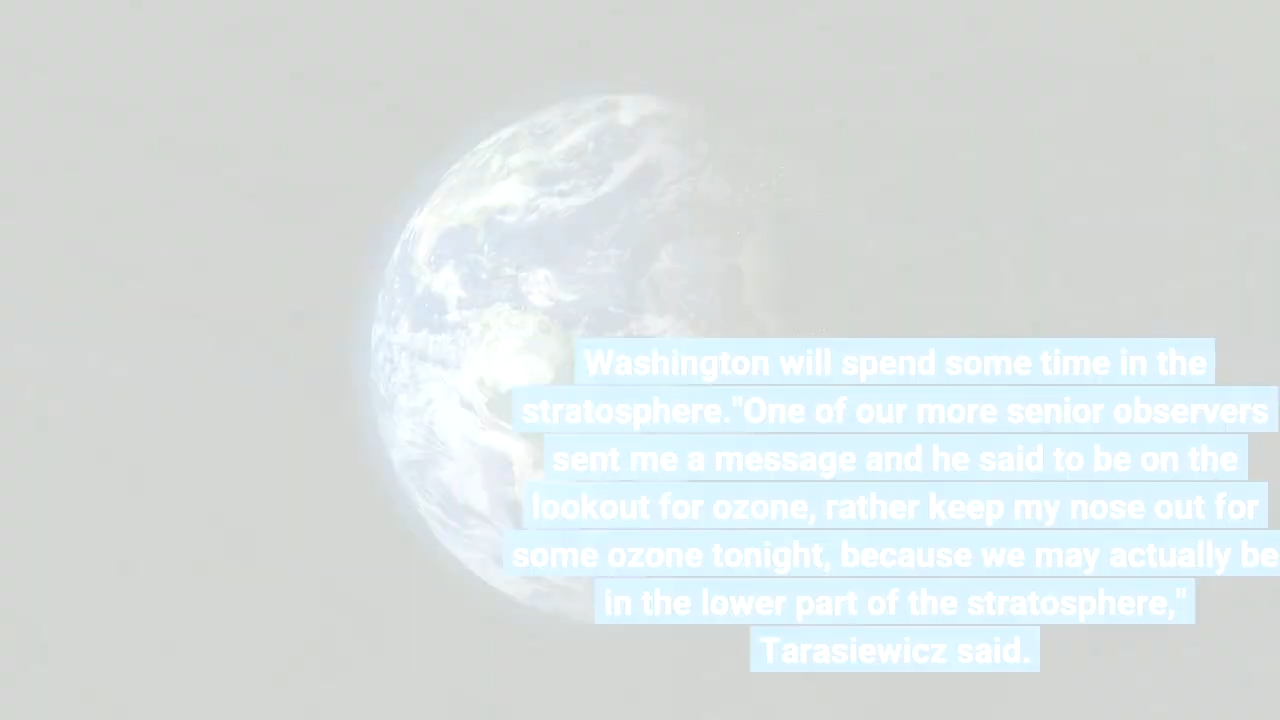 Washington will spend some time in the
stratosphere."One of our more senior observers
sent me a message and he said to be on the
lookout for ozone, rather keep my nose out for
some ozone tonight, because we may actually be
in the lower part of the stratosphere,"
Tarasiewicz said.